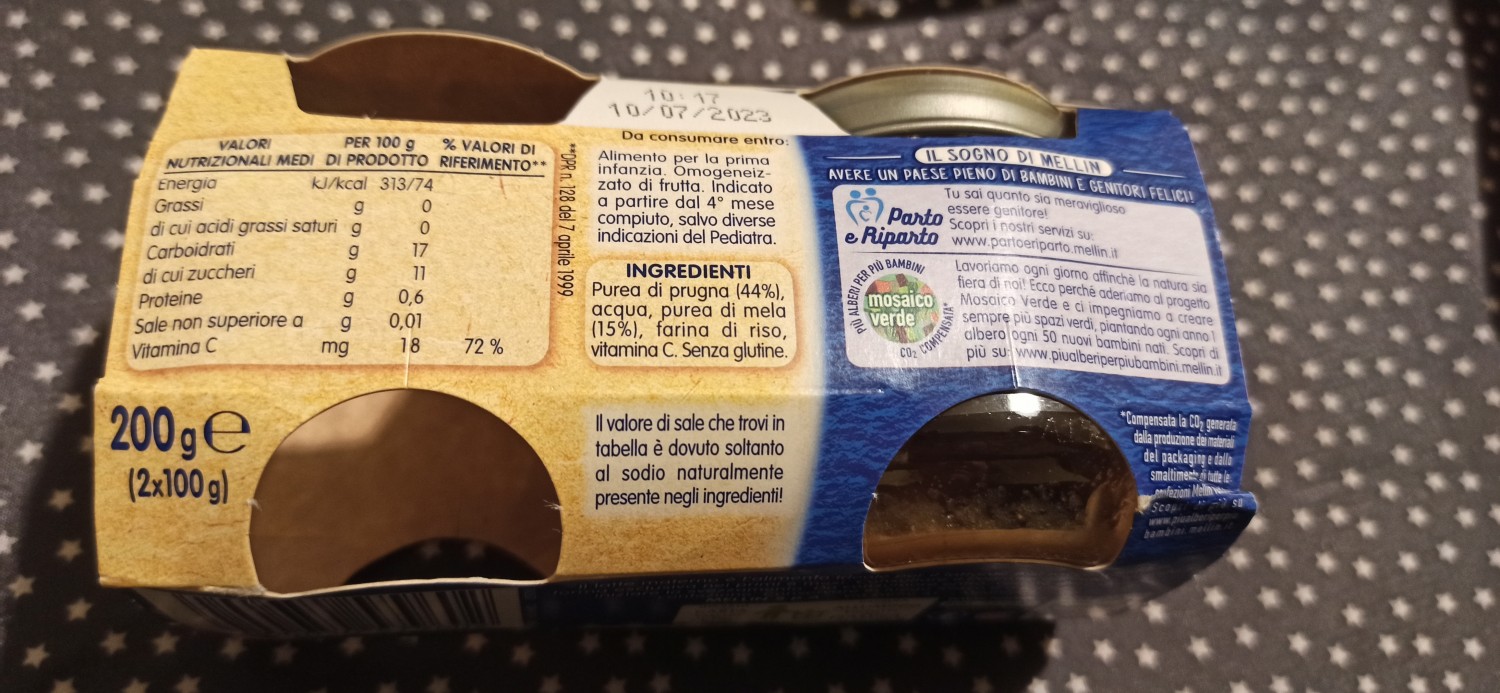 10:17
10/07/2023
Da consumare entro:
VALORI NUTRIZIONALI MEDI PER 100 g DI PRODOTTO % VALORI DI RIFERIMENTO**
Energia kJ/kcal 313/74
Grassi g 0
di cui acidi grassi saturi g 0
Carboidrati g 17
di cui zuccheri g 11
Proteine g 0,6
Sale non superiore a g 0,01
Vitamina C mg 18 72 %
**DPR n. 128 del 7 aprile 1999
Alimento per la prima
infanzia. Omogeneiz-
zato di frutta. Indicato
a partire dal 4° mese
compiuto, salvo diverse
indicazioni del Pediatra.
INGREDIENTI
Purea di prugna (44%),
acqua, purea di mela
(15%), farina di riso,
vitamina C. Senza glutine.
IL SOGNO DI MELLIN
AVERE UN PAESE PIENO DI BAMBINI E GENITORI FELICI!
Parto
e Riparto
Tu sai quanto sia meraviglioso
essere genitore!
Scopri i nostri servizi su:
www.partoeriparto.mellin.it
PIÙ ALBERI PER PIÙ BAMBINI
mosaico
verde
CO2 COMPENSATA*
Lavoriamo ogni giorno affinché la natura sia
fiera di noi! Ecco perché aderiamo al progetto
Mosaico Verde e ci impegniamo a creare
sempre più spazi verdi, piantando ogni anno 1
albero ogni 50 nuovi bambini nati. Scopri di
più su: www.piualberiperpiubambini.mellin.it
200 g e
(2x100 g)
Il valore di sale che trovi in
tabella è dovuto soltanto
al sodio naturalmente
presente negli ingredienti!
*Compensata la CO2 generata
dalla produzione dei materiali
del packaging e dallo
smaltimento di tutte le
confezioni Mellin